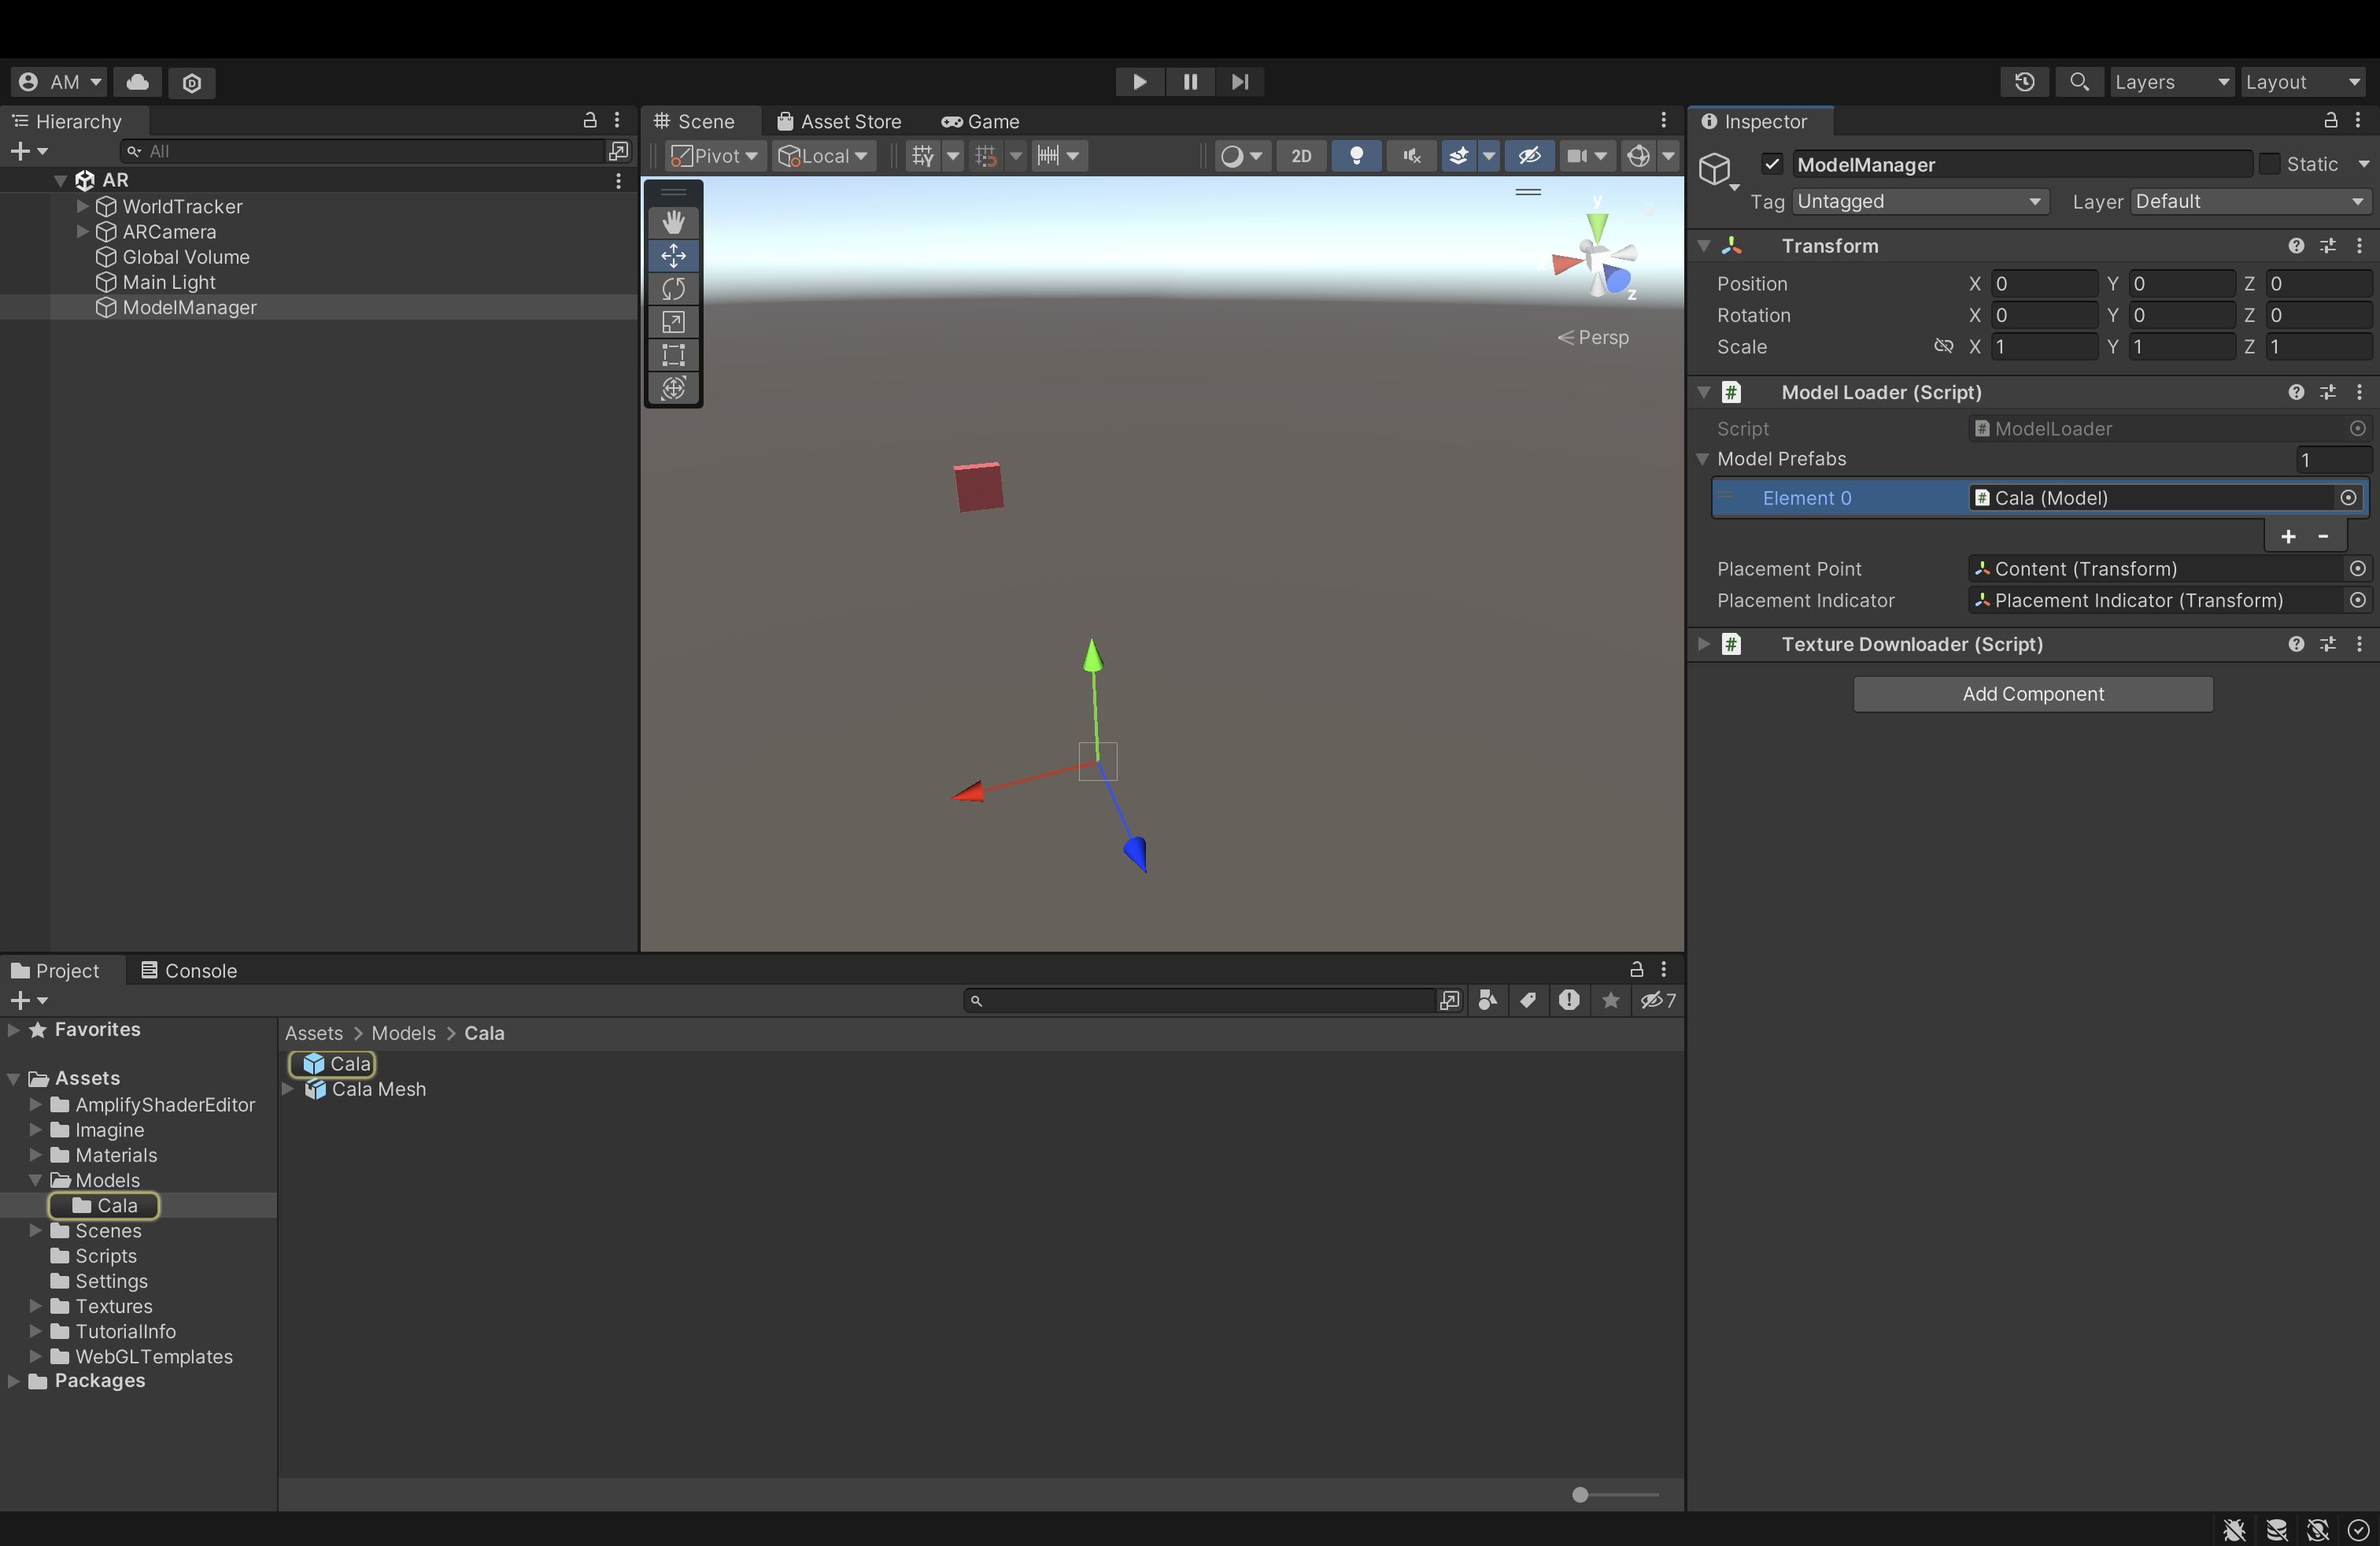 AM
Layers
Layout
Hierarchy
All
AR
WorldTracker
ARCamera
Global Volume
Main Light
ModelManager
Scene
Asset Store
Game
Pivot
Local
2D
y
z
Persp
Inspector
ModelManager
Static
Tag
Untagged
Layer
Default
Transform
Position X 0 Y 0 Z 0
Rotation X 0 Y 0 Z 0
Scale X 1 Y 1 Z 1
# Model Loader (Script)
Script
# ModelLoader
Model Prefabs
1
Element 0
# Cala (Model)
+ -
Placement Point
Content (Transform)
Placement Indicator
Placement Indicator (Transform)
# Texture Downloader (Script)
Add Component
Project
Console
7
Favorites
Assets
AmplifyShaderEditor
Imagine
Materials
Models
Cala
Scenes
Scripts
Settings
Textures
TutorialInfo
WebGLTemplates
Packages
Assets > Models > Cala
Cala
Cala Mesh